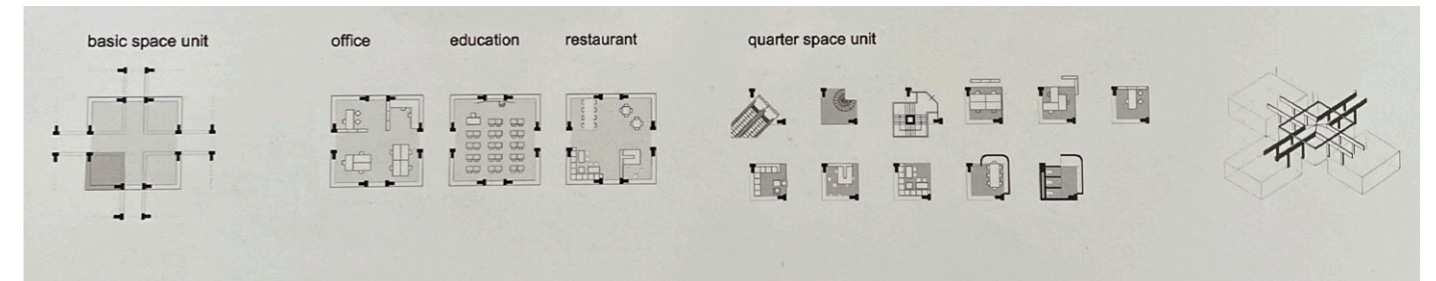 basic space unit
office
education
restaurant
quarter space unit